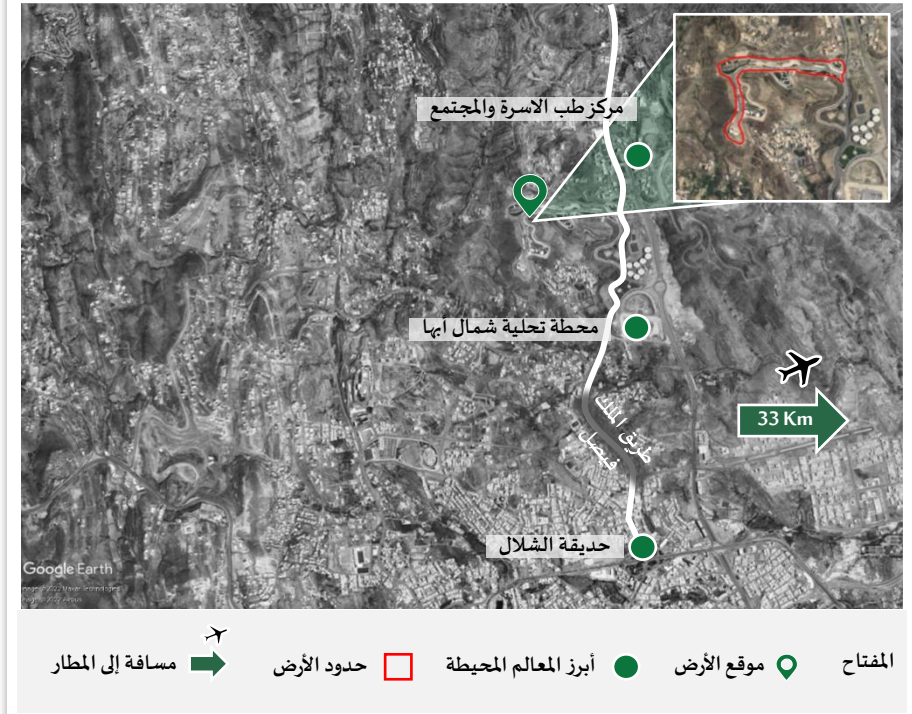 مركز طب الاسرة والمجتمع
محطة تحلية شمال ابها
33 Km
طريق الملك
فيصل
حديقة الشلال
Google Earth
المفتاح
موقع الأرض
أبرز المعالم المحيطة
حدود الأرض
مسافة إلى المطار